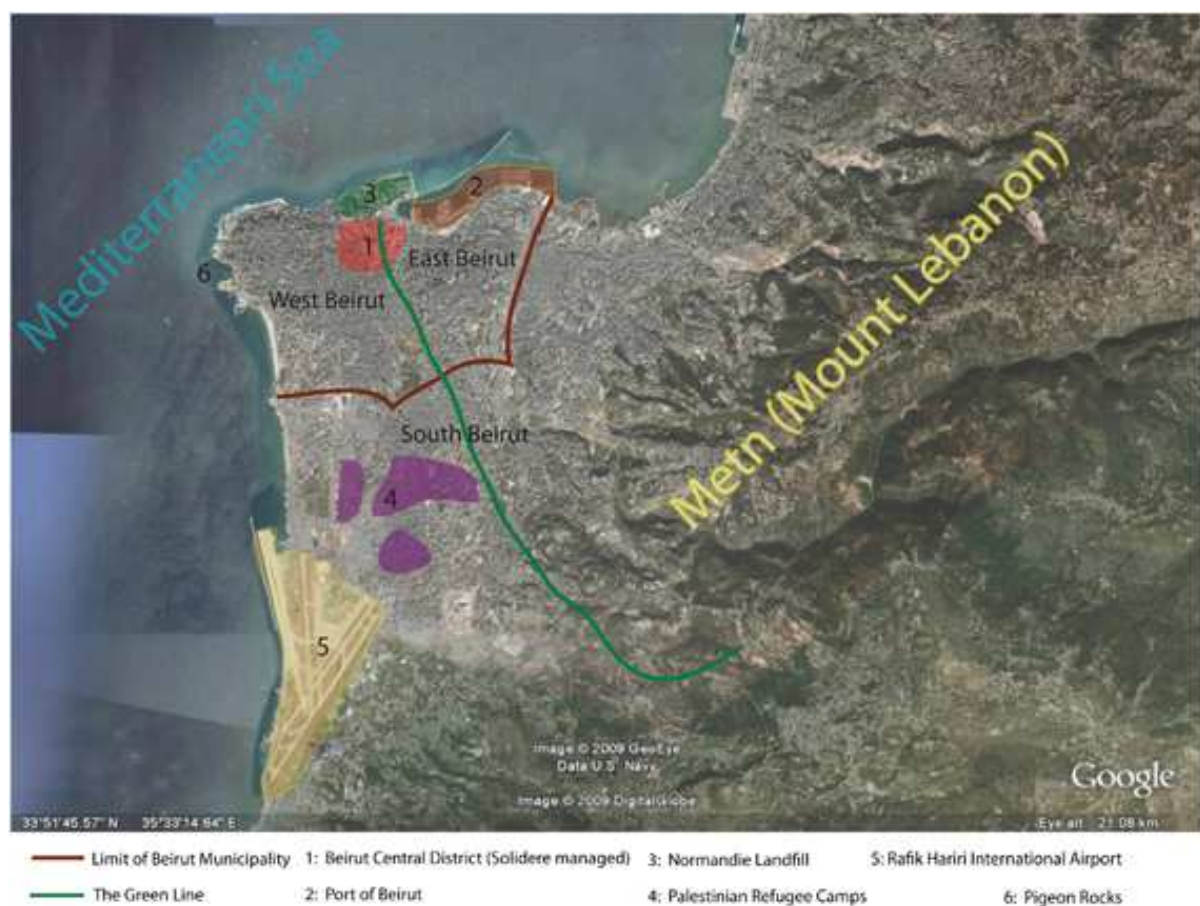 Mediterranean Sea
Metn (Mount Lebanon)
3
2
1
East Beirut
6
West Beirut
South Beirut
4
5
Image © 2009 GeoEye
Data U.S. Navy
Image © 2009 DigitalGlobe
Google
33°51'45.57" N 35°33'14.64" E
Eye alt 21.08 km
Limit of Beirut Municipality 1: Beirut Central District (Solidere managed) 3: Normandie Landfill 5: Rafik Hariri International Airport
The Green Line 2: Port of Beirut 4: Palestinian Refugee Camps 6: Pigeon Rocks